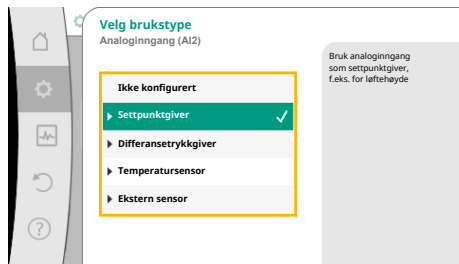 Velg brukstype
Analoginngang (AI2)
Ikke konfigurert
Settpunktgiver
Differansetrykkgiver
Temperatursensor
Ekstern sensor
Bruk analoginngang
som settpunktgiver,
f.eks. for løftehøyde